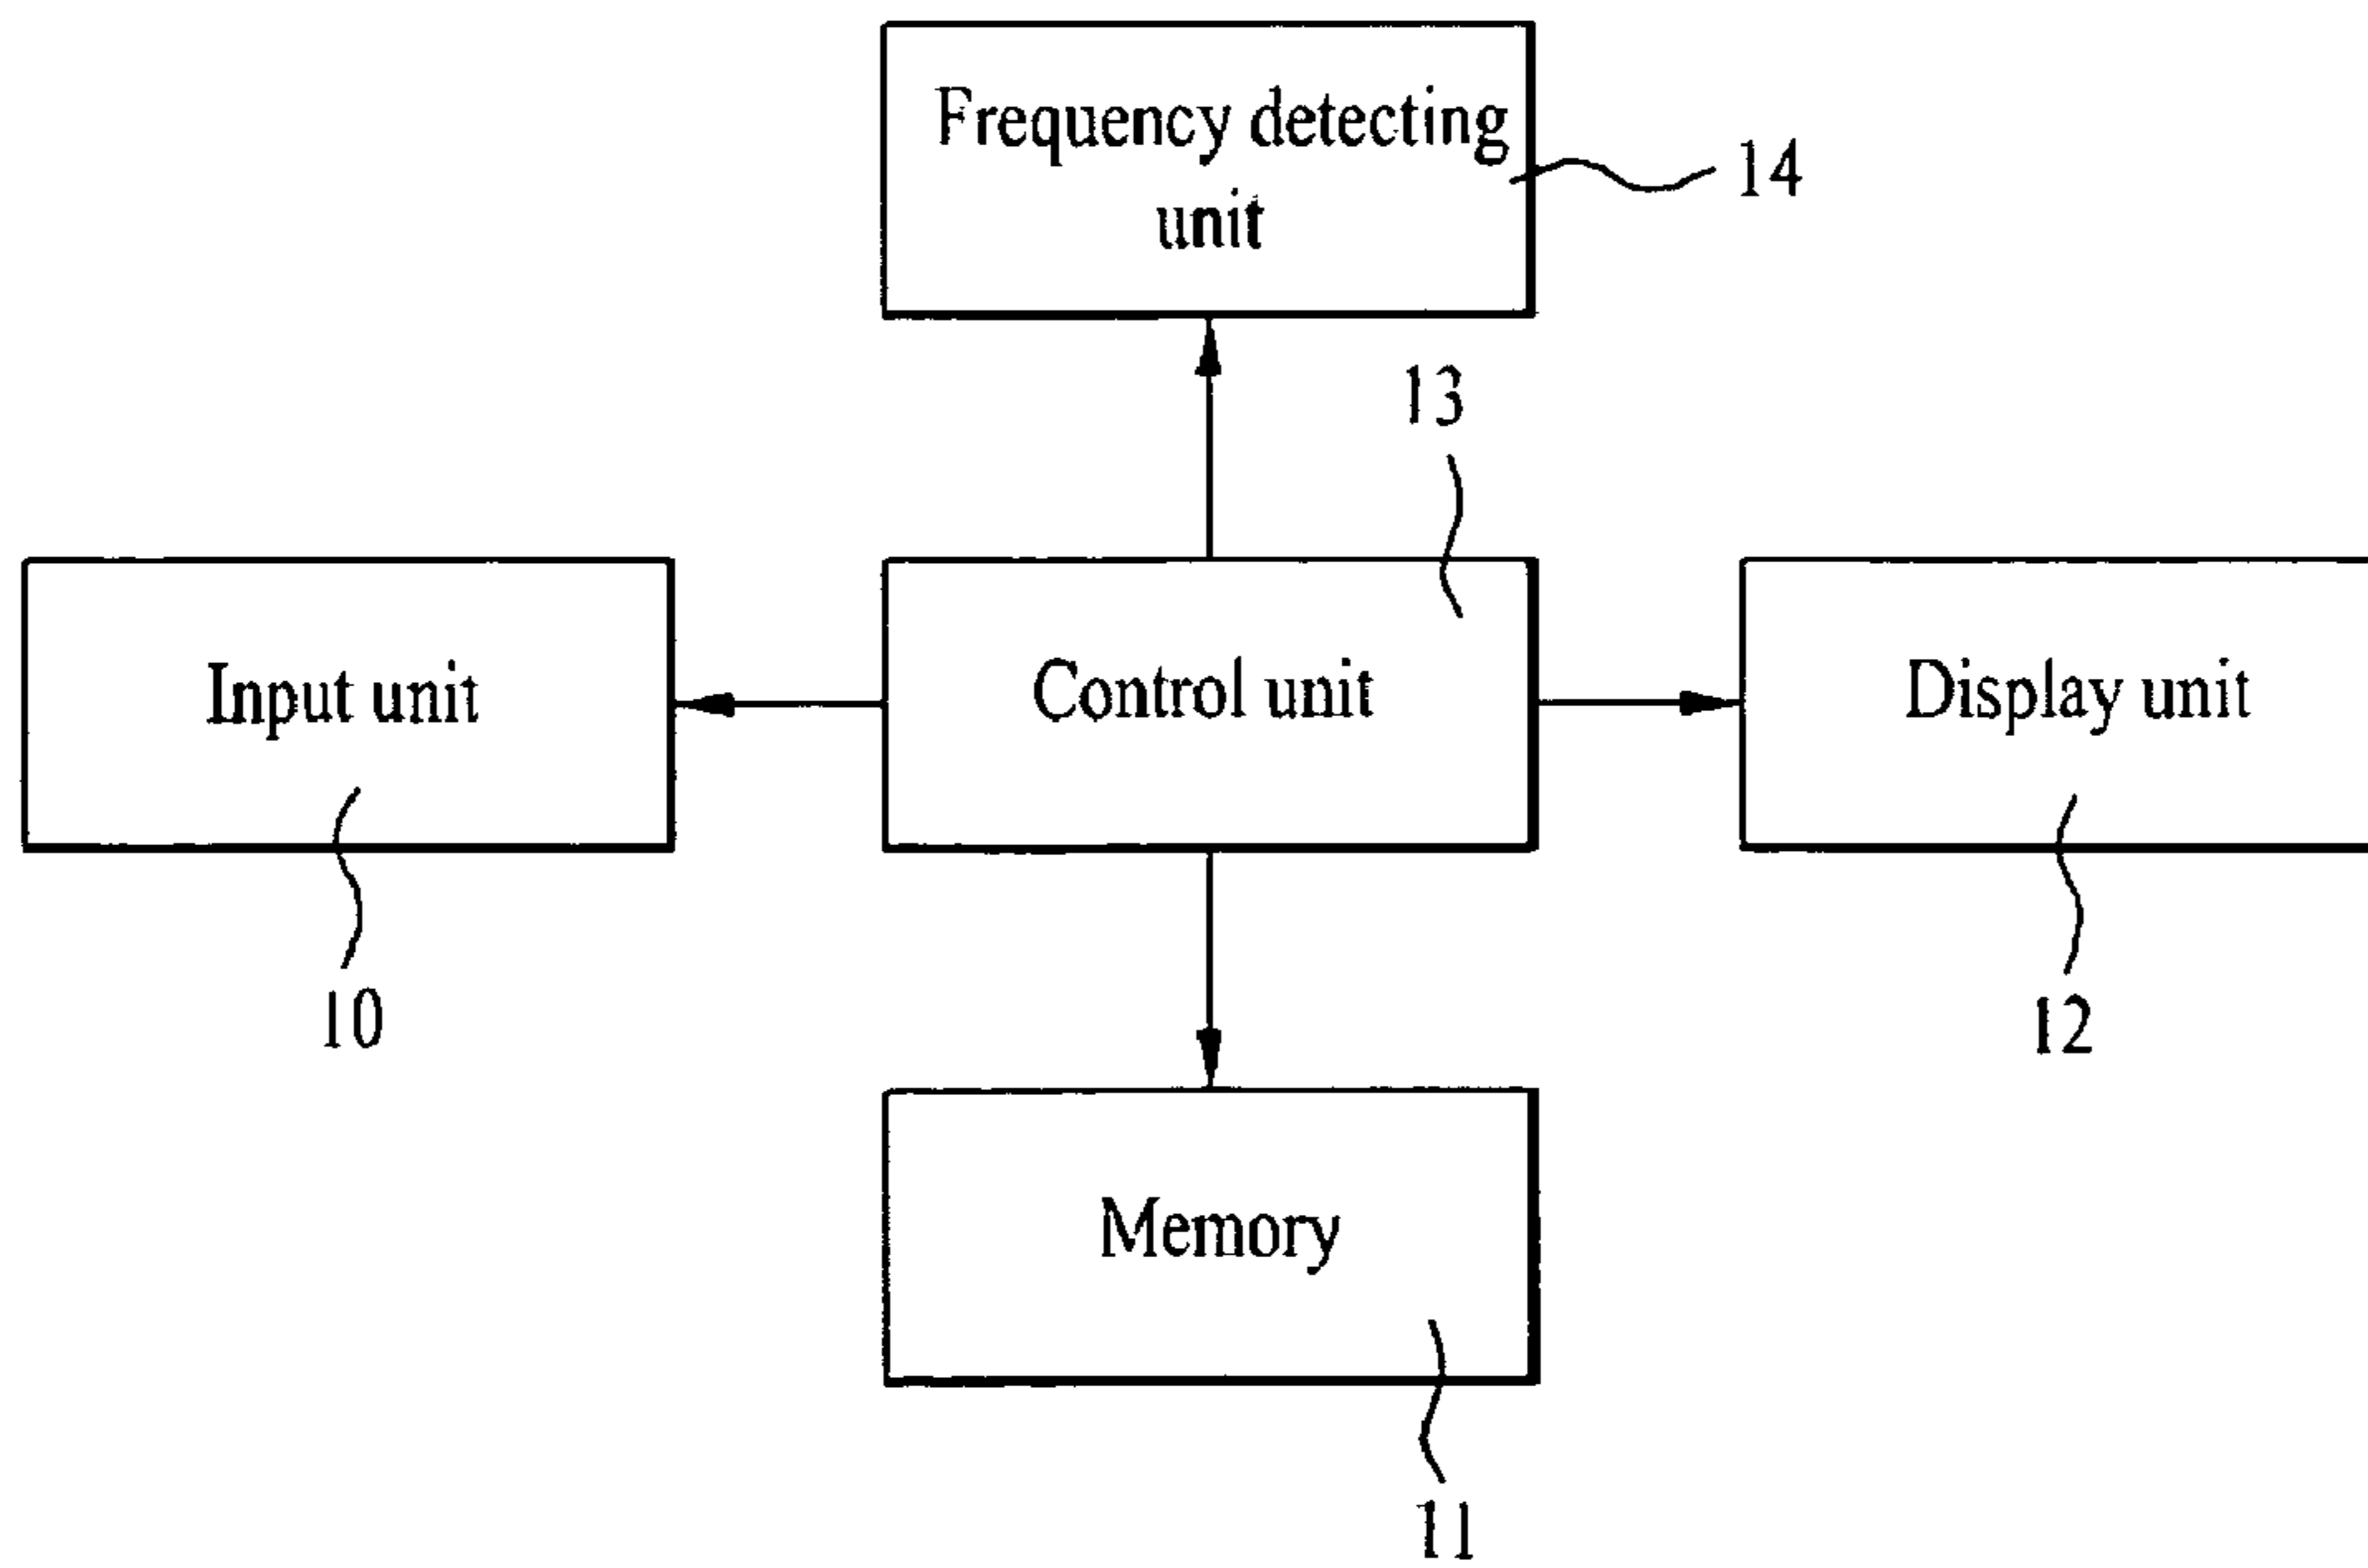 Frequency detecting
unit
14
13
Input unit
Control unit
Display unit
10
12
Memory
11